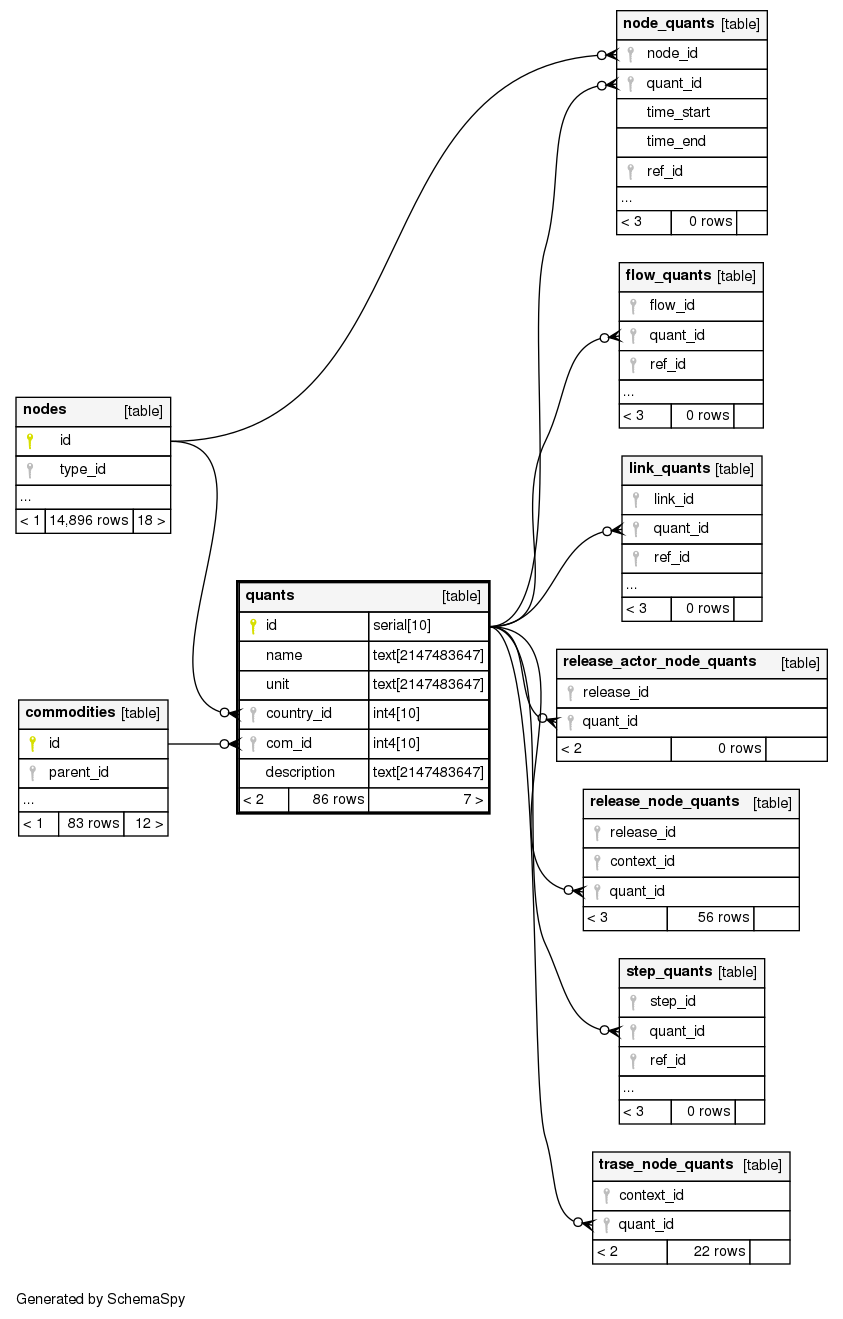 node_quants [table]
node_id
quant_id
time_start
time_end
ref_id
...
< 3 0 rows
flow_quants [table]
flow_id
quant_id
ref_id
...
< 3 0 rows
nodes [table]
id
type_id
...
< 1 14,896 rows 18 >
link_quants [table]
link_id
quant_id
ref_id
...
< 3 0 rows
quants [table]
id serial[10]
name text[2147483647]
unit text[2147483647]
country_id int4[10]
com_id int4[10]
description text[2147483647]
< 2 86 rows 7 >
commodities [table]
id
parent_id
...
< 1 83 rows 12 >
release_actor_node_quants [table]
release_id
quant_id
< 2 0 rows
release_node_quants [table]
release_id
context_id
quant_id
< 3 56 rows
step_quants [table]
step_id
quant_id
ref_id
...
< 3 0 rows
trase_node_quants [table]
context_id
quant_id
< 2 22 rows
Generated by SchemaSpy